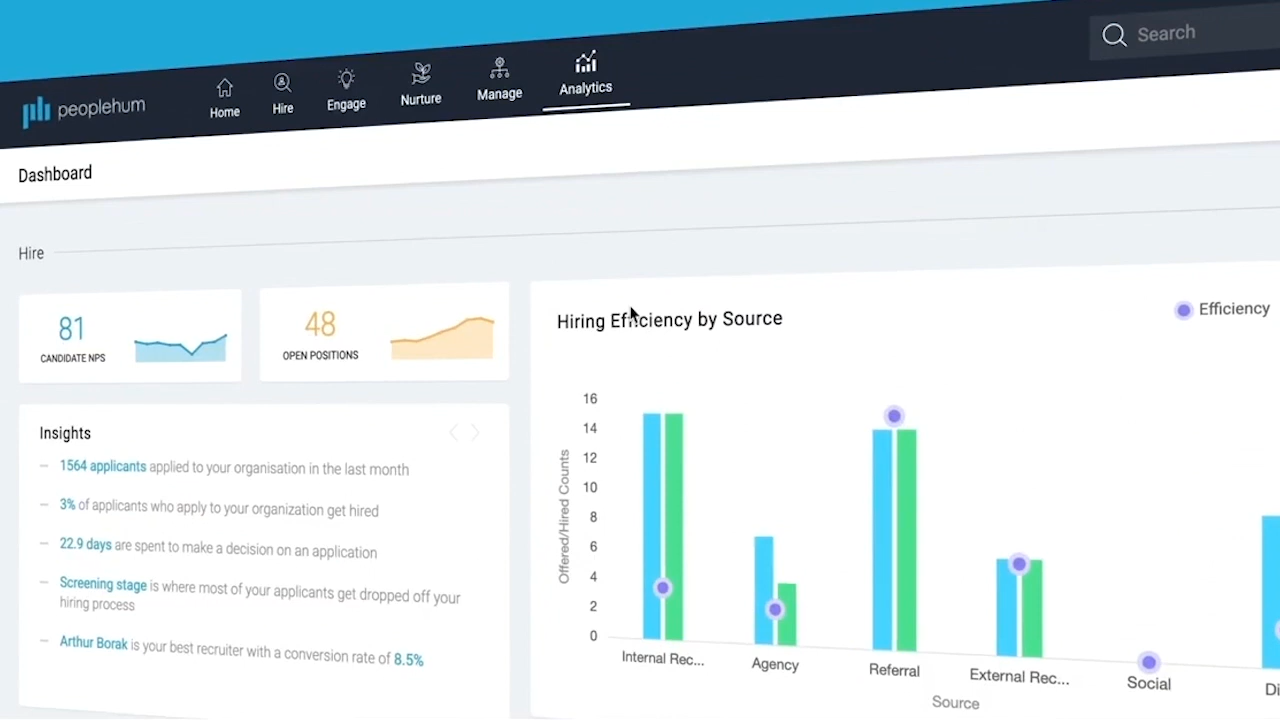 peoplehum
Home
Hire
Engage
Nurture
Manage
Analytics
Search
Dashboard
Hire
81
CANDIDATE NPS
48
OPEN POSITIONS
Insights
1564 applicants applied to your organisation in the last month
3% of applicants who apply to your organization get hired
22.9 days are spent to make a decision on an application
Screening stage is where most of your applicants get dropped off your
hiring process
Arthur Borak is your best recruiter with a conversion rate of 8.5%
Hiring Efficiency by Source
Efficiency
Offered/Hired Counts
16
14
12
10
8
6
4
2
0
Internal Rec...
Agency
Referral
External Rec...
Social
Di
Source